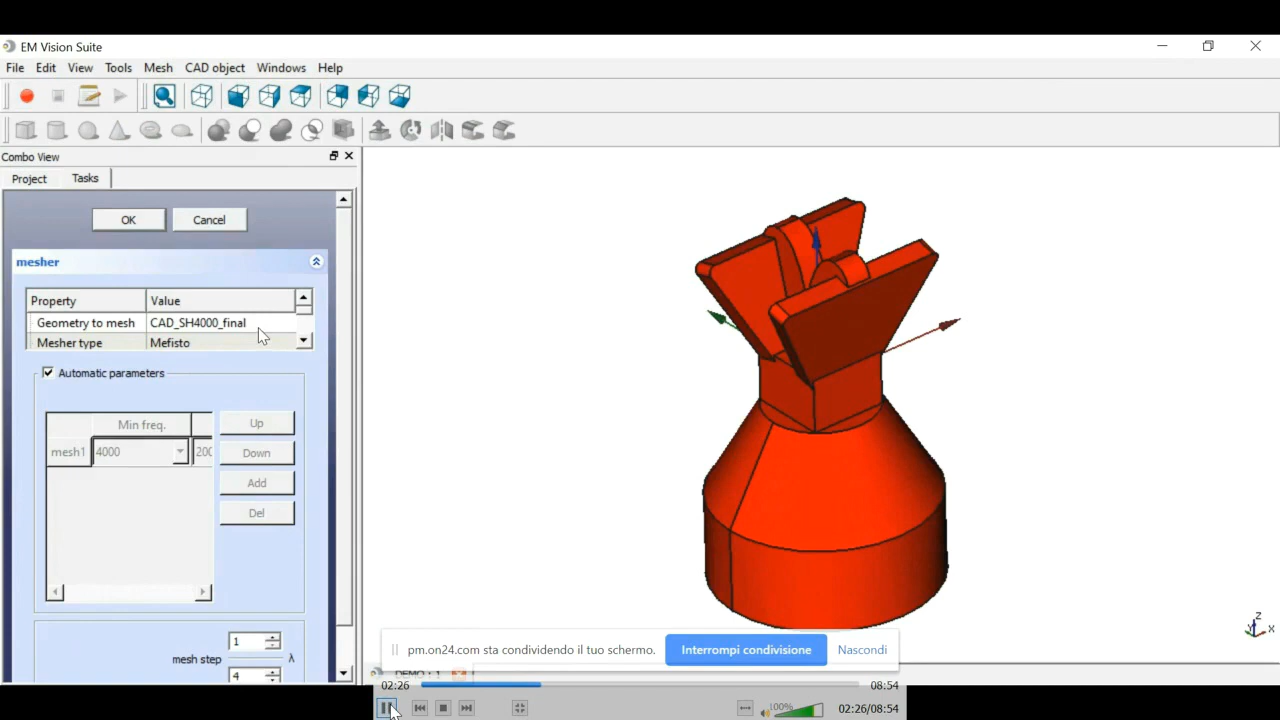 EM Vision Suite
File Edit View Tools Mesh CAD object Windows Help
Combo View
Project Tasks
OK Cancel
mesher
Property Value
Geometry to mesh CAD_SH4000_final
Mesher type Mefisto
Automatic parameters
Min freq.
mesh1 4000 200
Up
Down
Add
Del
1
mesh step λ
4
Z
X
pm.on24.com sta condividendo il tuo schermo. Interrompi condivisione Nascondi
DEMO : 1
02:26 08:54
100% 02:26/08:54